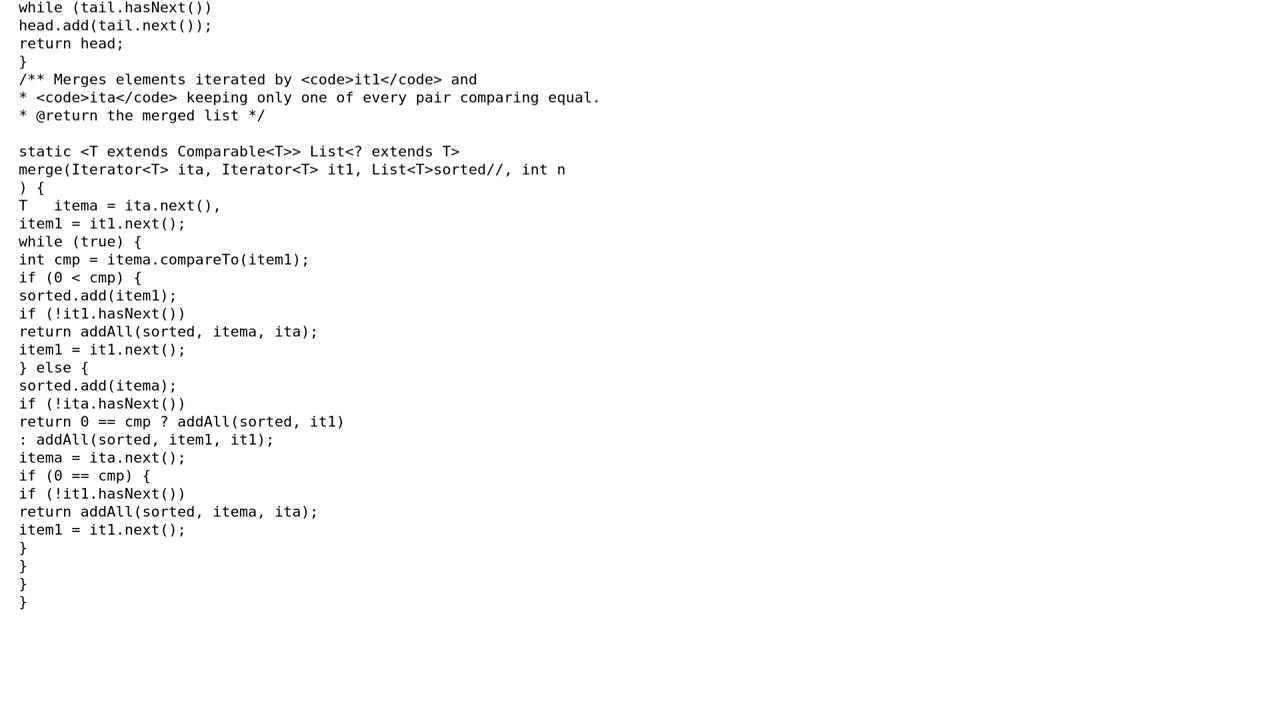 while (tail.hasNext())
head.add(tail.next());
return head;
}
/** Merges elements iterated by <code>it1</code> and
* <code>ita</code> keeping only one of every pair comparing equal.
* @return the merged list */

static <T extends Comparable<T>> List<? extends T>
merge(Iterator<T> ita, Iterator<T> it1, List<T>sorted//, int n
) {
T   itema = ita.next(),
item1 = it1.next();
while (true) {
int cmp = itema.compareTo(item1);
if (0 < cmp) {
sorted.add(item1);
if (!it1.hasNext())
return addAll(sorted, itema, ita);
item1 = it1.next();
} else {
sorted.add(itema);
if (!ita.hasNext())
return 0 == cmp ? addAll(sorted, it1)
: addAll(sorted, item1, it1);
itema = ita.next();
if (0 == cmp) {
if (!it1.hasNext())
return addAll(sorted, itema, ita);
item1 = it1.next();
}
}
}
}